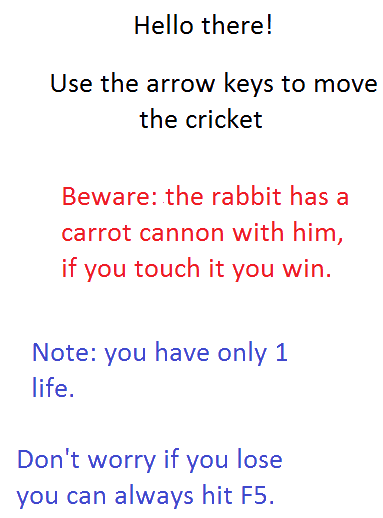 Hello there!
Use the arrow keys to move
the cricket
Beware: the rabbit has a
carrot cannon with him,
if you touch it you win.
Note: you have only 1
life.
Don't worry if you lose
you can always hit F5.